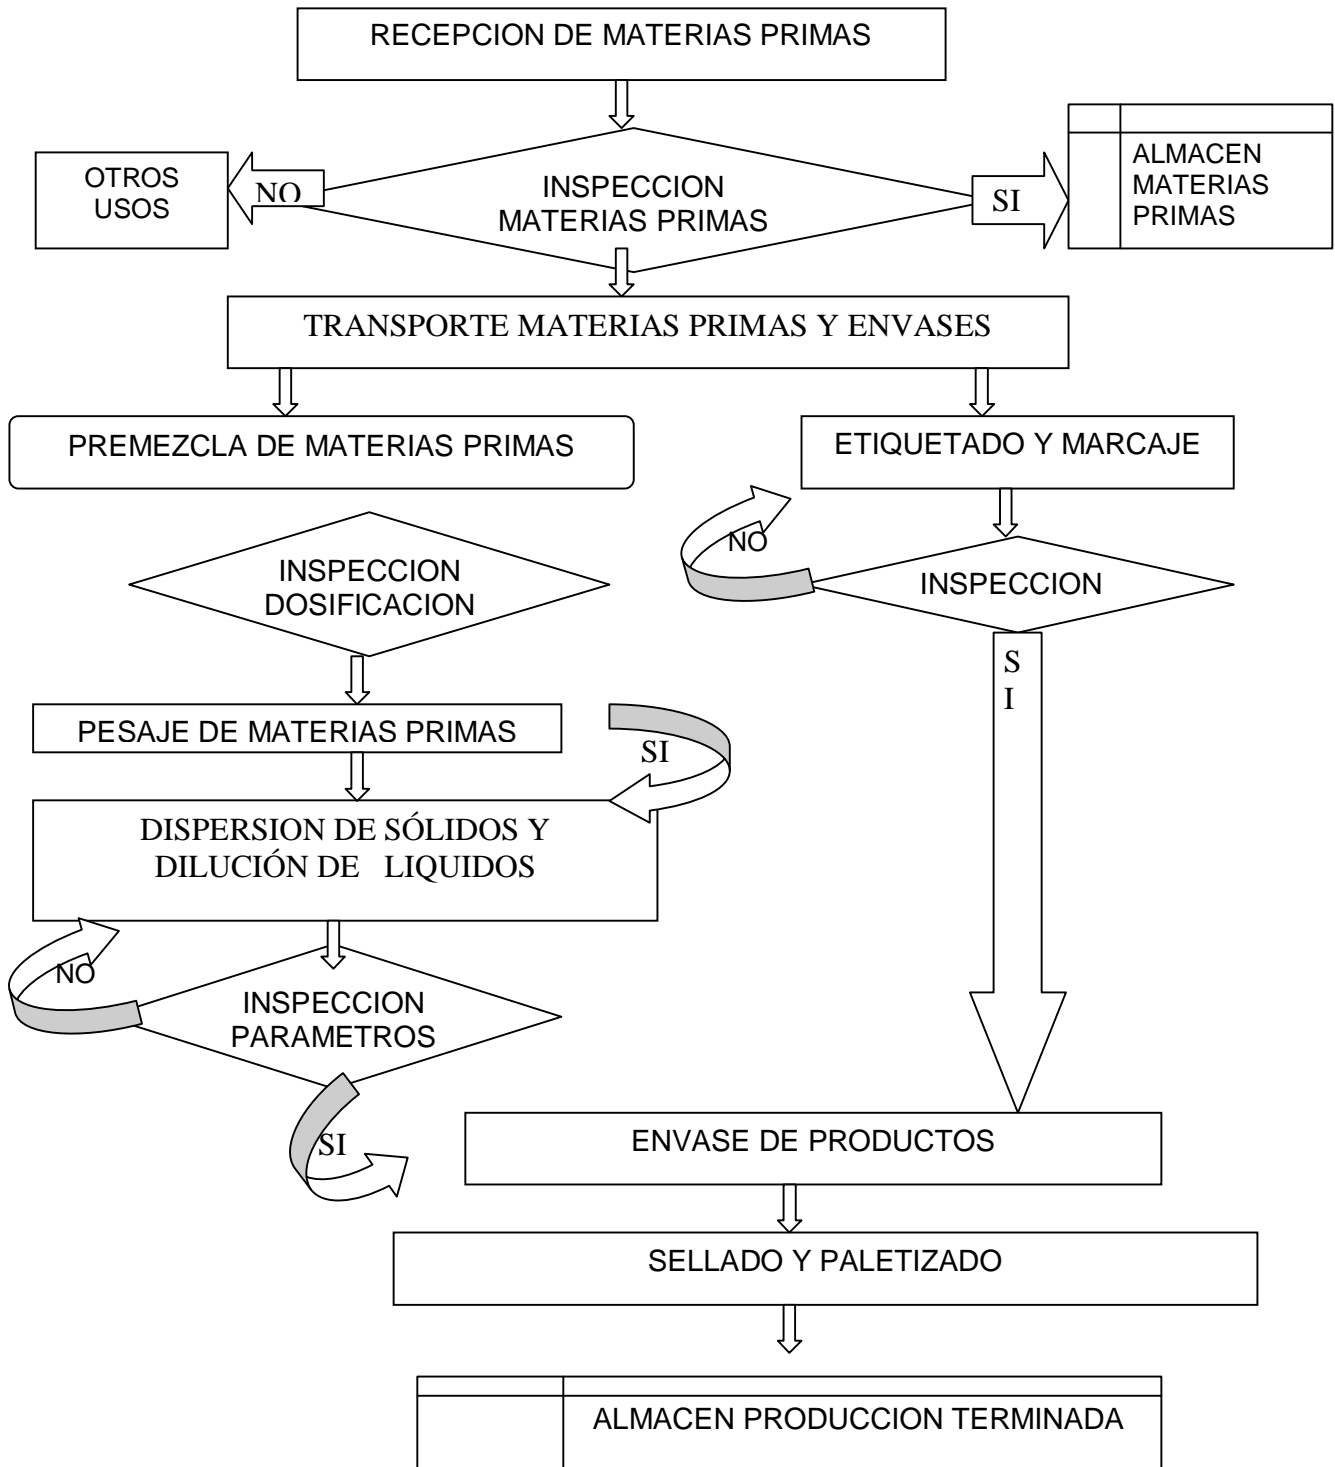 RECEPCION DE MATERIAS PRIMAS
OTROS
USOS
NO
INSPECCION
MATERIAS PRIMAS
SI
ALMACEN
MATERIAS
PRIMAS
TRANSPORTE MATERIAS PRIMAS Y ENVASES
PREMEZCLA DE MATERIAS PRIMAS
ETIQUETADO Y MARCAJE
NO
INSPECCION
DOSIFICACION
INSPECCION
S
I
PESAJE DE MATERIAS PRIMAS
SI
DISPERSION DE SÓLIDOS Y
DILUCIÓN DE LIQUIDOS
NO
INSPECCION
PARAMETROS
SI
ENVASE DE PRODUCTOS
SELLADO Y PALETIZADO
ALMACEN PRODUCCION TERMINADA